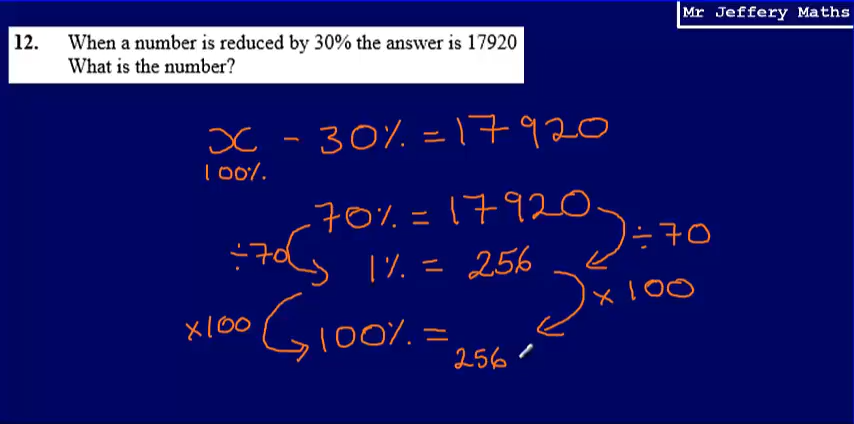 Mr Jeffery Maths
12. When a number is reduced by 30% the answer is 17920
What is the number?
x - 30% = 17920
100%.
70% = 17920
÷70
÷70
1% = 256
×100
×100
100% =
256